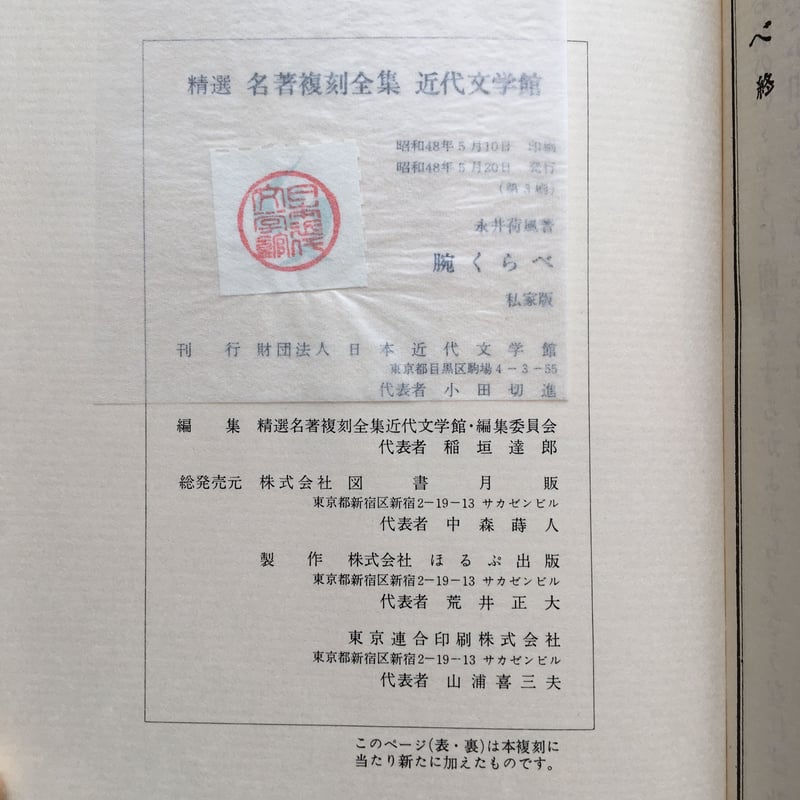 精選 名著複刻全集 近代文学館
昭和48年5月10日 印刷
昭和48年5月20日 発行
永井荷風著
腕くらべ
私家版
刊行 財団法人 日本近代文学館
東京都目黒区駒場4-3-55
代表者 小田切進
編集 精選名著複刻全集近代文学館・編集委員会
代表者 稲垣達郎
総発売元 株式会社 図書月販
東京都新宿区新宿2-19-13 サカゼンビル
代表者 中森蒔人
製作 株式会社 ほるぷ出版
東京都新宿区新宿2-19-13 サカゼンビル
代表者 荒井正大
東京連合印刷株式会社
東京都新宿区新宿2-19-13 サカゼンビル
代表者 山浦喜三夫
このページ(表・裏)は本複刻に
当たり新たに加えたものです。
日本近代文学館
終